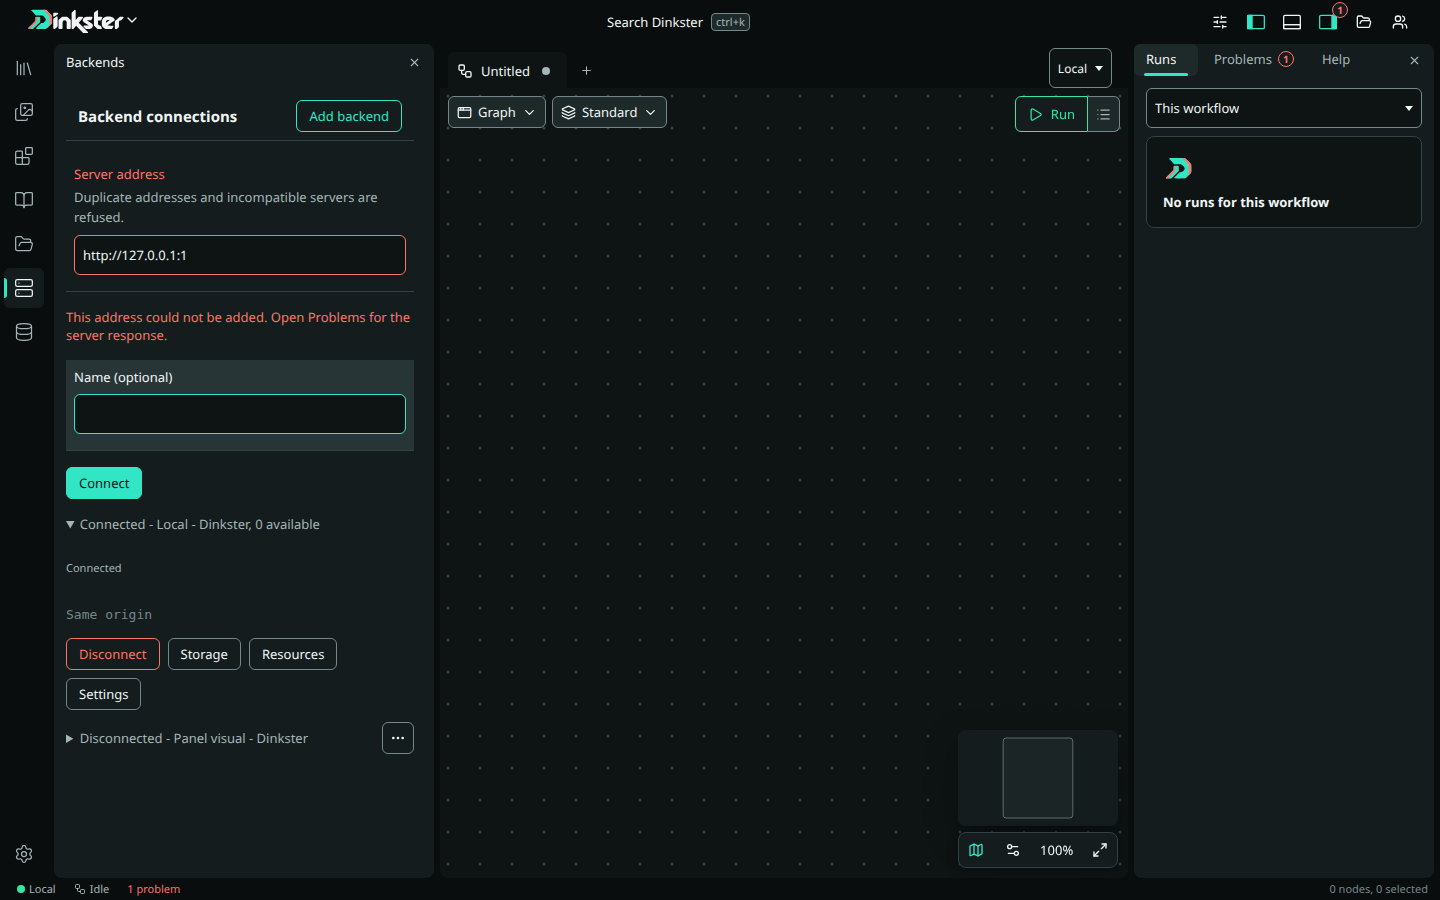 Dinkster
Search Dinkster ctrl+k
1
Backends
Backend connections
Add backend
Server address
Duplicate addresses and incompatible servers are
refused.
http://127.0.0.1:1
This address could not be added. Open Problems for the
server response.
Name (optional)
Connect
Connected - Local - Dinkster, 0 available
Connected
Same origin
Disconnect
Storage
Resources
Settings
Disconnected - Panel visual - Dinkster
Untitled
Local
Graph
Standard
Run
100%
Runs
Problems 1
Help
This workflow
No runs for this workflow
Local
Idle
1 problem
0 nodes, 0 selected